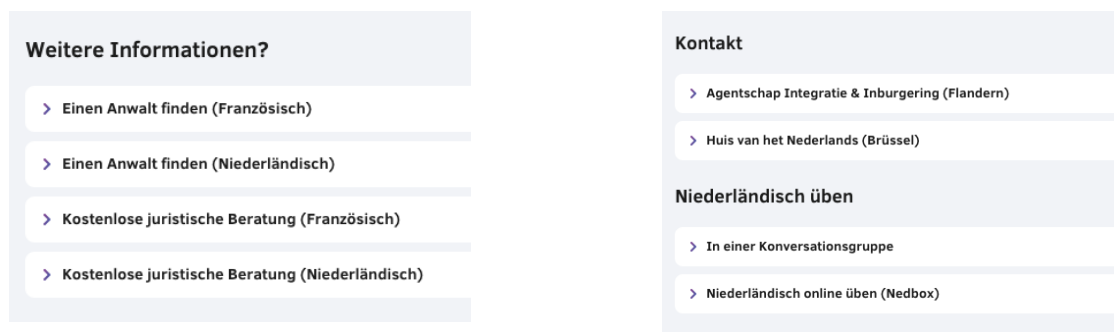 Weitere Informationen?
Einen Anwalt finden (Französisch)
Einen Anwalt finden (Niederländisch)
Kostenlose juristische Beratung (Französisch)
Kostenlose juristische Beratung (Niederländisch)
Kontakt
Agentschap Integratie & Inburgering (Flandern)
Huis van het Nederlands (Brüssel)
Niederländisch üben
In einer Konversationsgruppe
Niederländisch online üben (Nedbox)